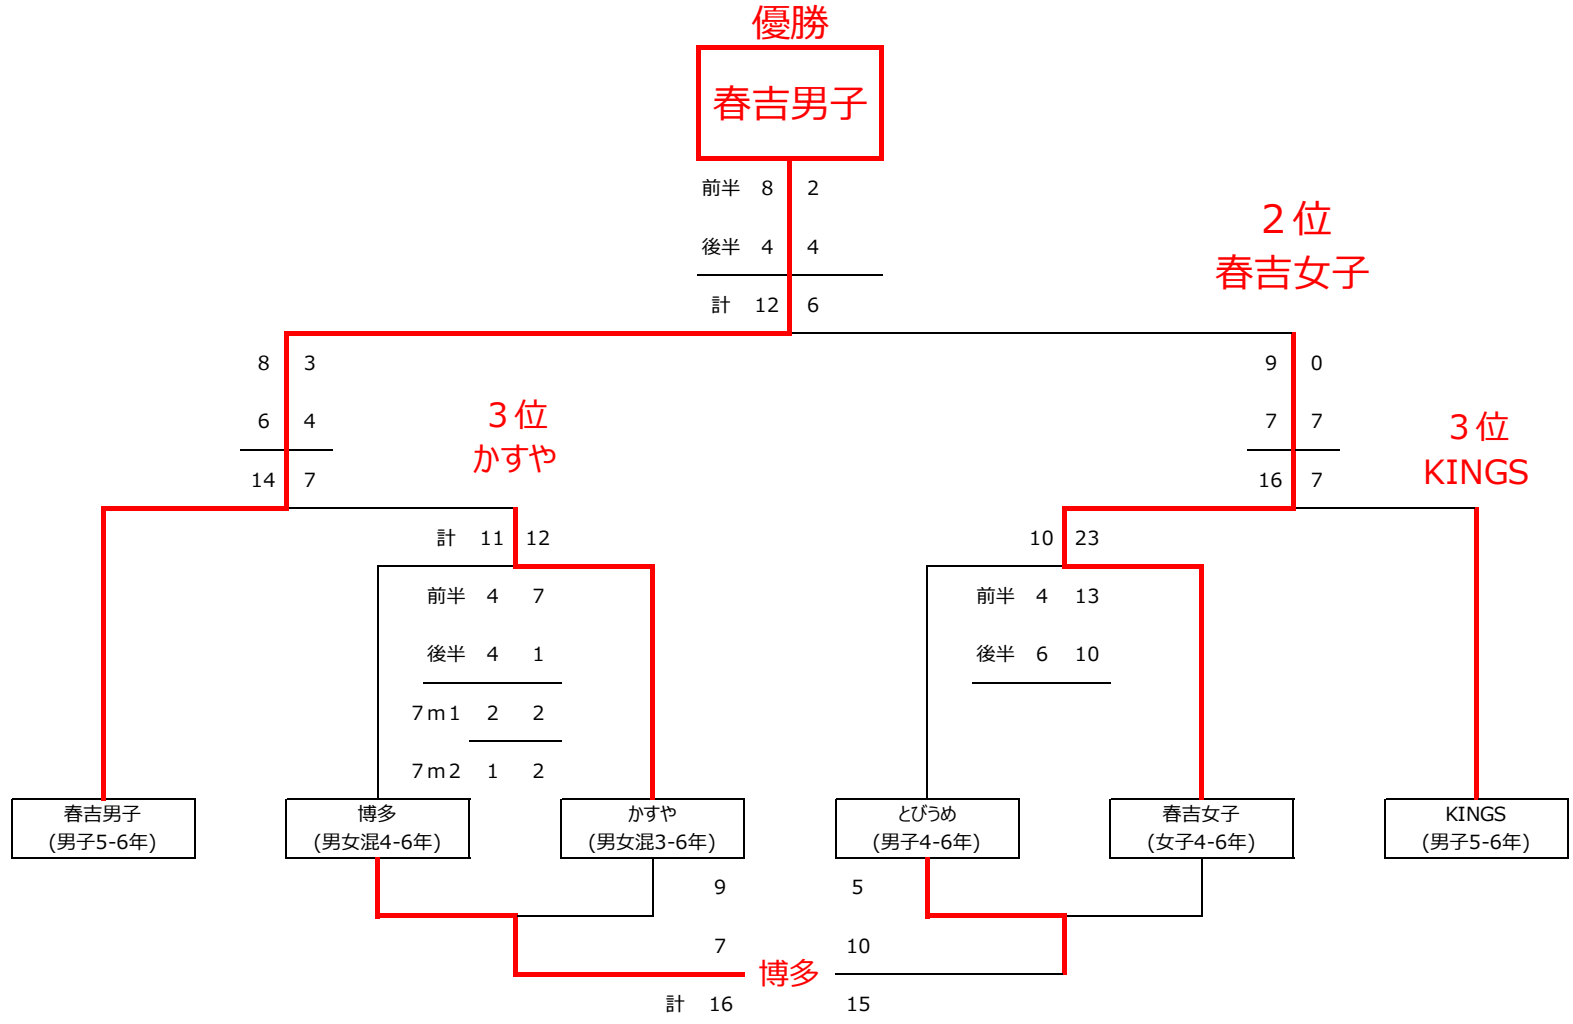 優勝
春吉男子
前半 8 2
２位
後半 4 4
春吉女子
計 12 6
8 3
9 0
3位
6 4
7 7
3位
かすや
KINGS
14 7
16 7
計 11 12
10 23
前半 4 7
前半 4 13
後半 4 1
後半 6 10
7ｍ1 2 2
7ｍ2 1 2
春吉男子
(男子5-6年)
博多
(男女混4-6年)
かすや
(男女混3-6年)
とびうめ
(男子4-6年)
春吉女子
(女子4-6年)
KINGS
(男子5-6年)
9 5
7 10
博多
計 16 15